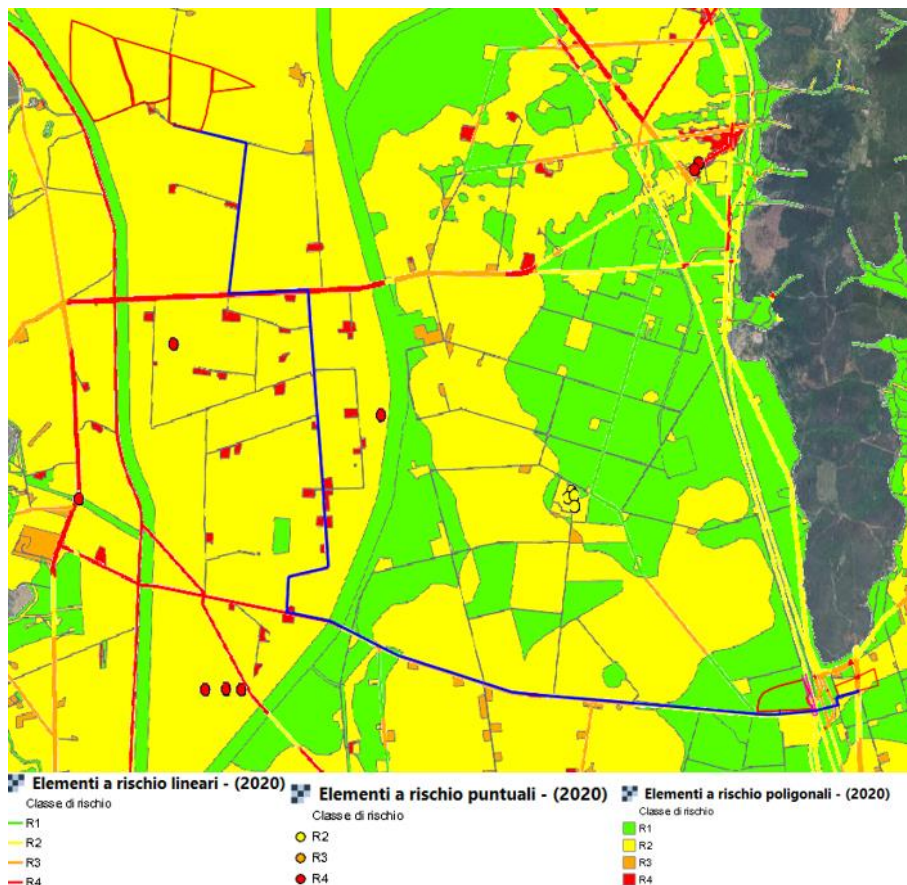 Elementi a rischio lineari - (2020)
Classe di rischio
R1
R2
R3
R4
Elementi a rischio puntuali - (2020)
Classe di rischio
R2
R3
R4
Elementi a rischio poligonali - (2020)
Classe di rischio
R1
R2
R3
R4